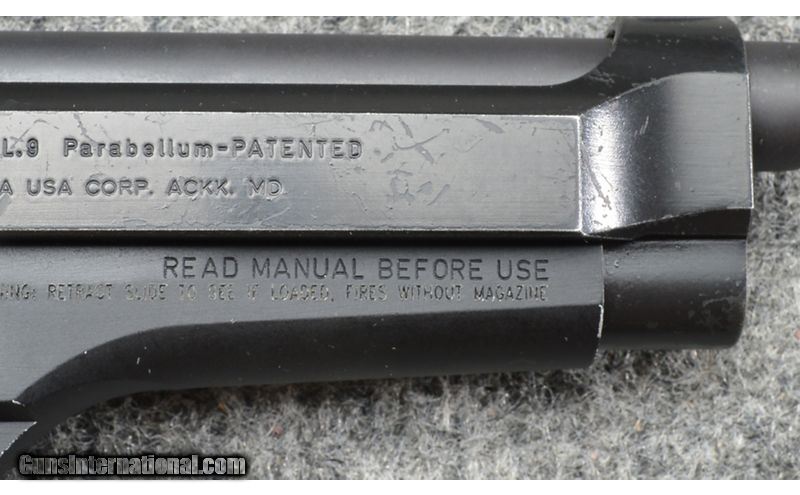 L.9 Parabellum-PATENTED
A USA CORP. ACKK. MD
READ MANUAL BEFORE USE
NING: RETRACT SLIDE TO SEE IF LOADED, FIRES WITHOUT MAGAZINE
GunsInternational.com